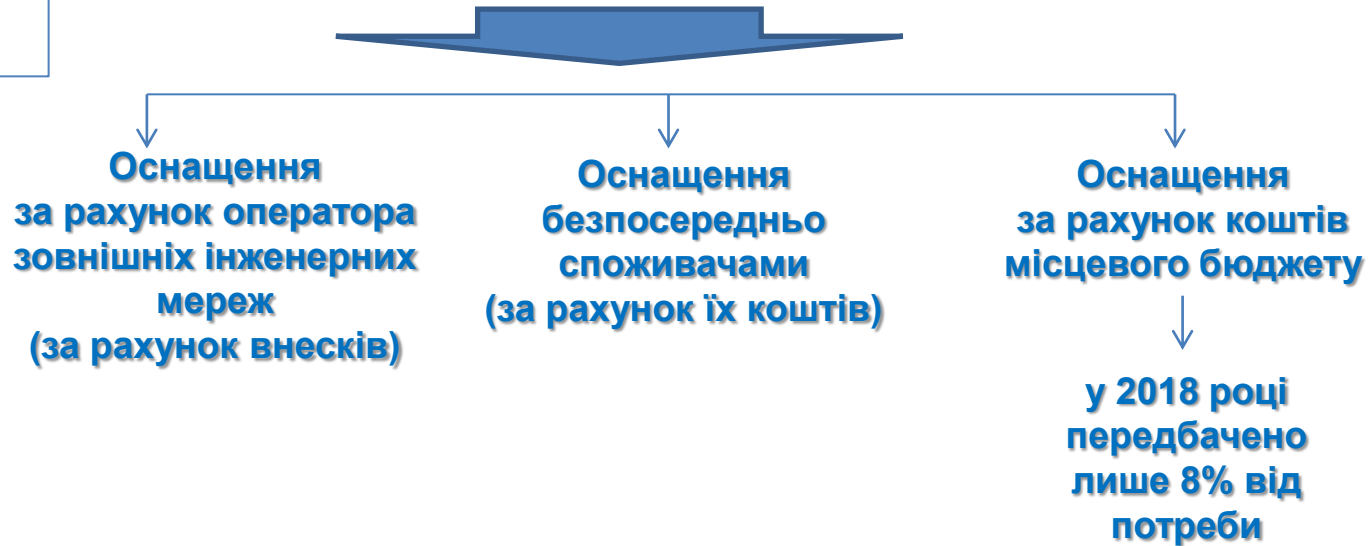 Оснащення
за рахунок оператора
зовнішніх інженерних
мереж
(за рахунок внесків)
Оснащення
безпосередньо
споживачами
(за рахунок їх коштів)
Оснащення
за рахунок коштів
місцевого бюджету
у 2018 році
передбачено
лише 8% від
потреби